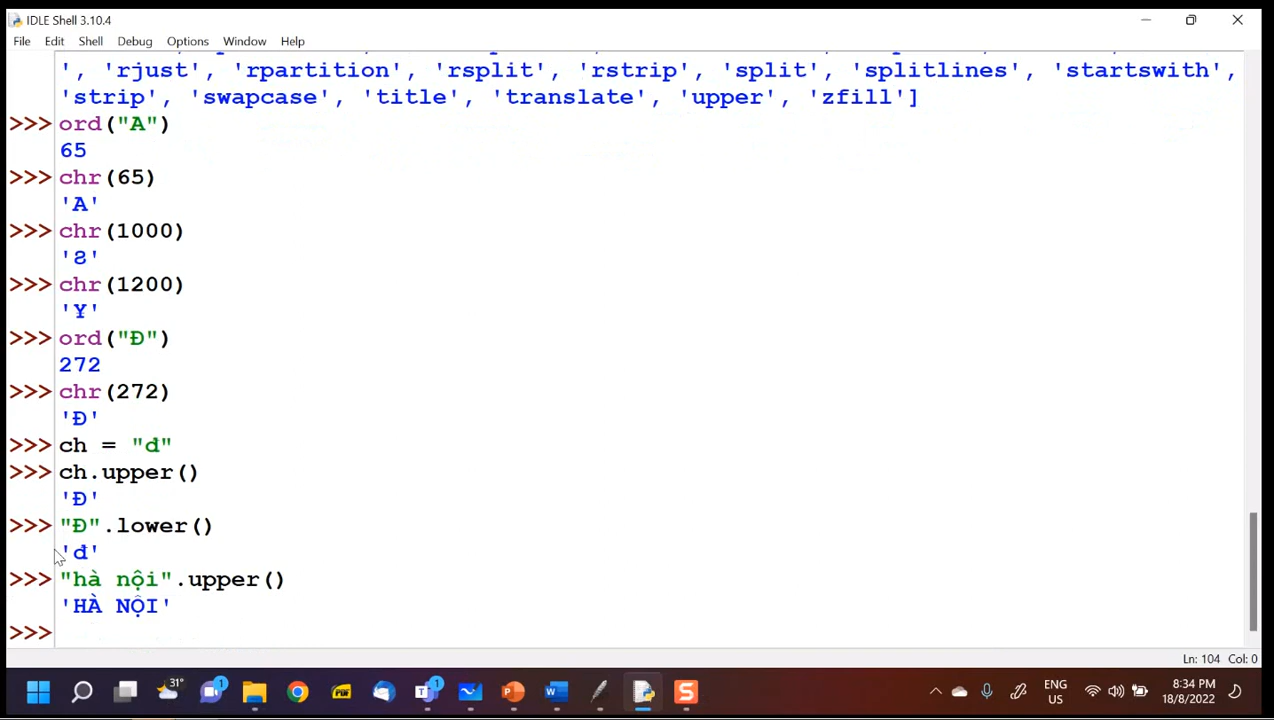 IDLE Shell 3.10.4
File Edit Shell Debug Options Window Help
', 'rjust', 'rpartition', 'rsplit', 'rstrip', 'split', 'splitlines', 'startswith',
'strip', 'swapcase', 'title', 'translate', 'upper', 'zfill']
>>> ord("A")
65
>>> chr(65)
'A'
>>> chr(1000)
'Ϩ'
>>> chr(1200)
'Ұ'
>>> ord("Đ")
272
>>> chr(272)
'Đ'
>>> ch = "đ"
>>> ch.upper()
'Đ'
>>> "Đ".lower()
'đ'
>>> "hà nội".upper()
'HÀ NỘI'
>>>
Ln: 104 Col: 0
31°
1
1
PDF
ENG
US
8:34 PM
18/8/2022